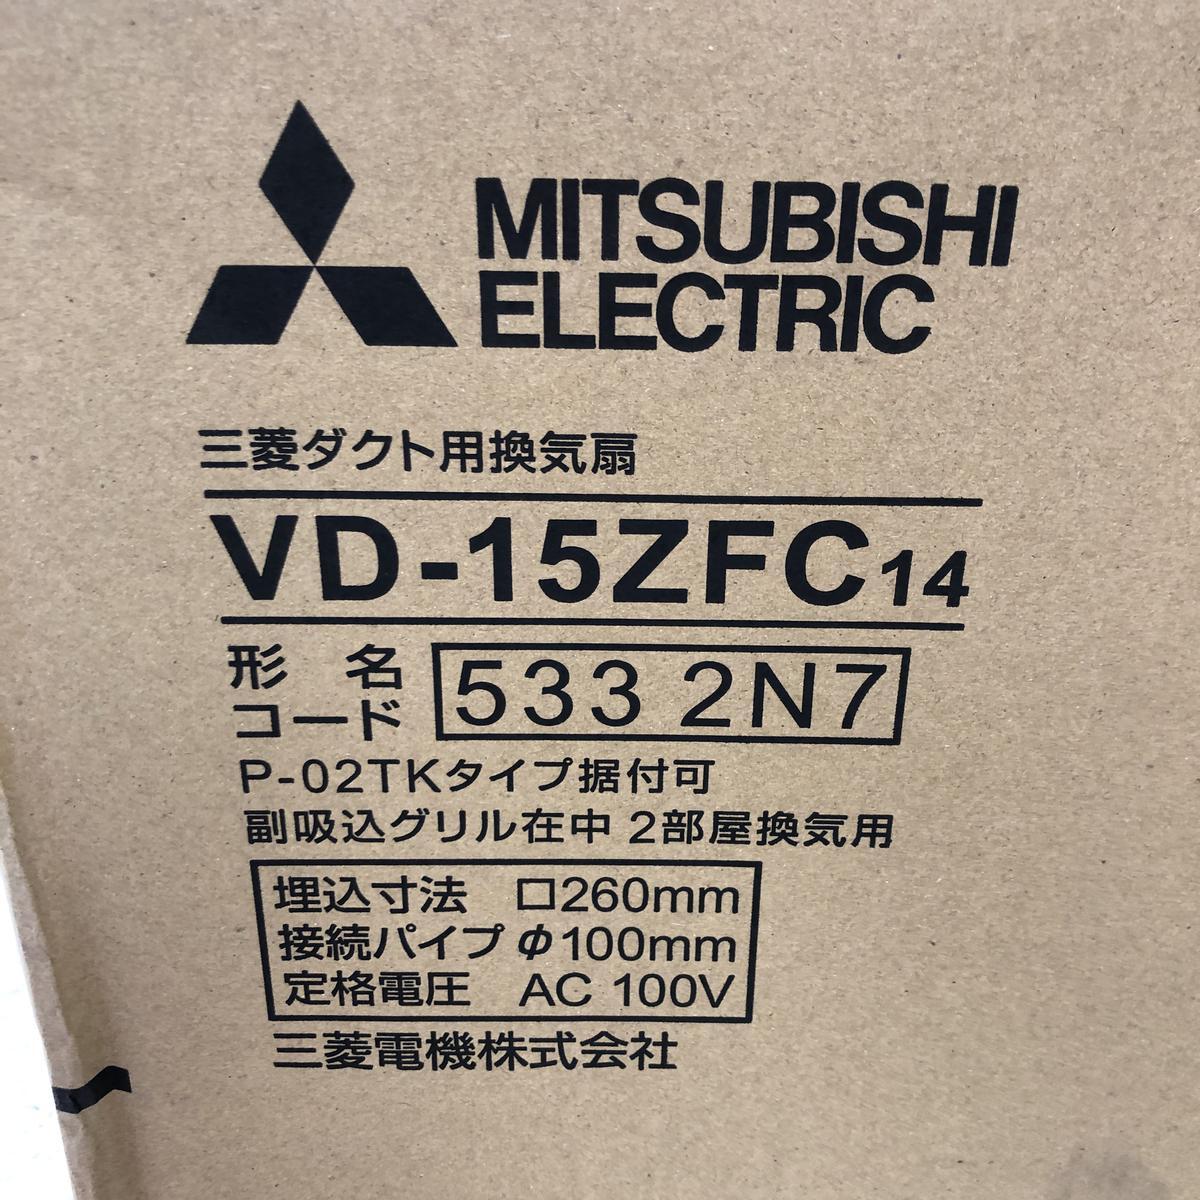 MITSUBISHI
ELECTRIC
三菱ダクト用換気扇
VD-15ZFC14
形 名
コード 533 2N7
P-02TKタイプ据付可
副吸込グリル在中 2部屋換気用
埋込寸法 □260mm
接続パイプ φ100mm
定格電圧 AC 100V
三菱電機株式会社